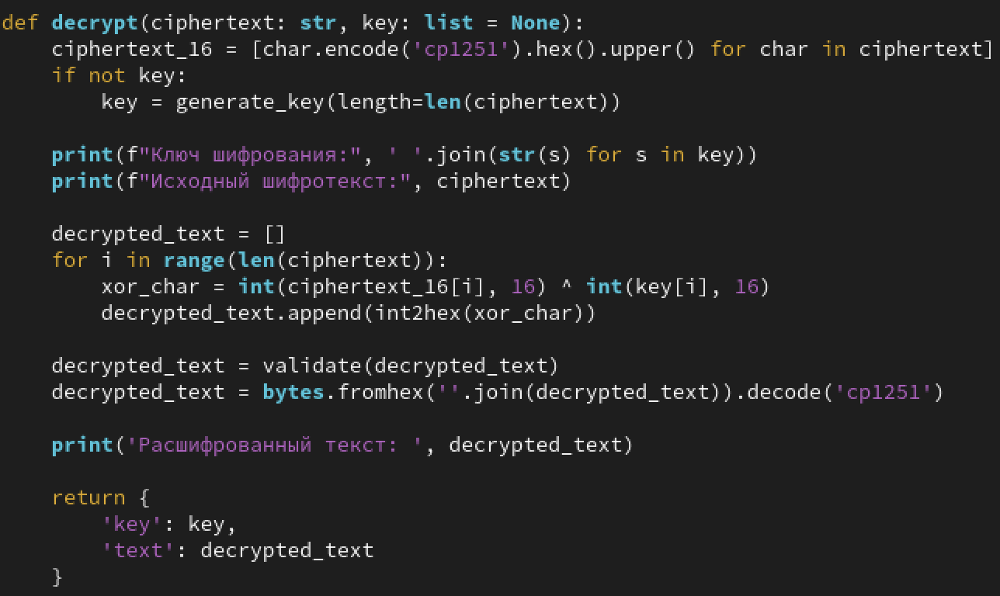 def decrypt(ciphertext: str, key: list = None):
    ciphertext_16 = [char.encode('cp1251').hex().upper() for char in ciphertext]
    if not key:
        key = generate_key(length=len(ciphertext))

    print(f"Ключ шифрования:", ' '.join(str(s) for s in key))
    print(f"Исходный шифротекст:", ciphertext)

    decrypted_text = []
    for i in range(len(ciphertext)):
        xor_char = int(ciphertext_16[i], 16) ^ int(key[i], 16)
        decrypted_text.append(int2hex(xor_char))

    decrypted_text = validate(decrypted_text)
    decrypted_text = bytes.fromhex(''.join(decrypted_text)).decode('cp1251')

    print('Расшифрованный текст: ', decrypted_text)

    return {
        'key': key,
        'text': decrypted_text
    }